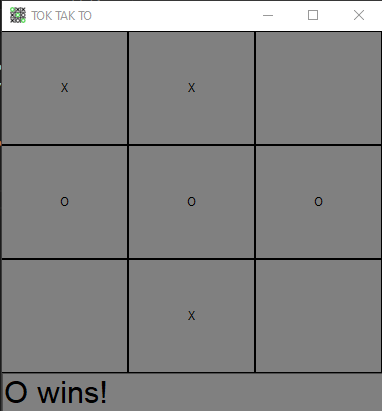 TOK TAK TO
X X
O O O
X
O wins!